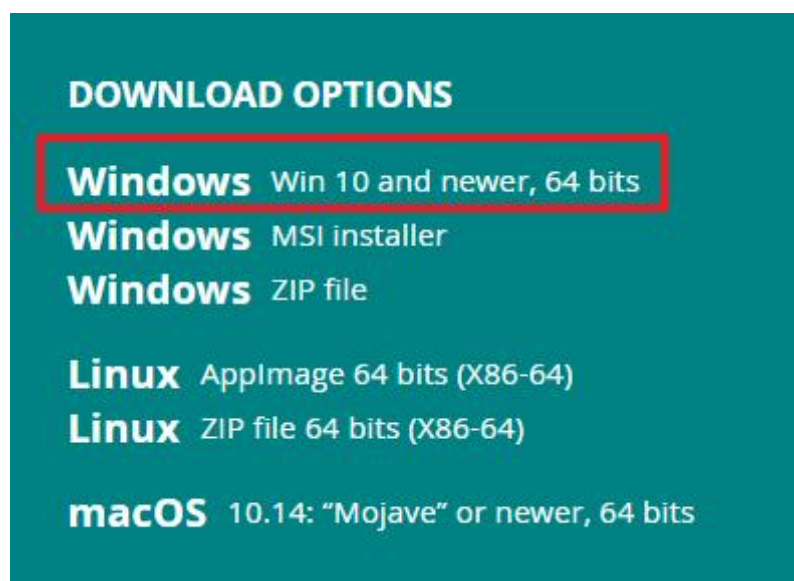 DOWNLOAD OPTIONS
Windows Win 10 and newer, 64 bits
Windows MSI installer
Windows ZIP file
Linux AppImage 64 bits (X86-64)
Linux ZIP file 64 bits (X86-64)
macOS 10.14: “Mojave” or newer, 64 bits